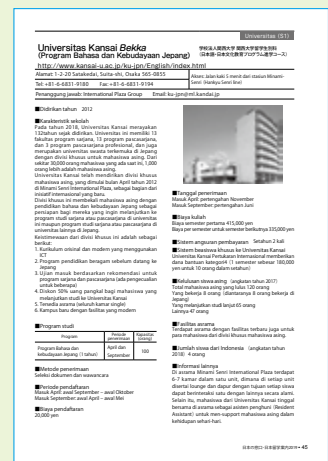 Universitas (S1)
Universitas Kansai Bekka
(Program Bahasa dan Kebudayaan Jepang)
学校法人関西大学 関西大学留学生別科
(日本語・日本文化教育プログラム進学コース)
http://www.kansai-u.ac.jp/ku-jpn/English/index.html
Alamat: 1-2-20 Satakedai, Suita-shi, Osaka 565-0855
Tel: +81-6-6831-9180 Fax: +81-6-6831-9194
Akses: Jalan kaki 5 menit dari stasiun Minami-
Senri (Hankyu Senri line)
Penanggung jawab: International Plaza Group Email: ku-jpn@ml.kandai.jp
■Didirikan tahun 2012
■Karakteristik sekolah
Pada tahun 2018, Universitas Kansai merayakan
132tahun sejak didirikan. Universitas ini memiliki 13
fakultas program sarjana, 13 program pascasarjana,
dan 3 program pascasarjana profesional, dan juga
merupakan universitas swasta terkemuka di Jepang
dengan divisi khusus untuk mahasiswa asing. Dari
sekitar 30,000 orang mahasiswa yang ada saat ini, 1,000
orang lebih adalah mahasiswa asing.
Universitas Kansai telah mendirikan divisi khusus
mahasiswa asing, yang dimulai bulan April tahun 2012
di Minami Senri International Plaza, sebagai bagian dari
inisiatif internasional yang baru.
Divisi khusus ini membekali mahasiswa asing dengan
pendidikan bahasa dan kebudayaan Jepang sebagai
persiapan bagi mereka yang ingin melanjutkan ke
program studi sarjana atau pascasarjana di universitas
ini maupun program studi sarjana atau pascasarjana di
universitas lainnya di Jepang.
Keistimewaan dari divisi khusus ini adalah sebagai
berikut:
1. Kurikulum orisinal dan modern yang menggunakan
ICT
2. Program pendidikan beragam sebelum datang ke
Jepang
3. Ujian masuk berdasarkan rekomendasi untuk
program sarjana dan pascasarjana (ada pengecualian
untuk beberapa)
4. Diskon 50% uang pangkal bagi mahasiswa yang
melanjutkan studi ke Universitas Kansai
5. Tersedia asrama (seluruh kamar single)
6. Kampus baru dengan fasilitas yang modern
■Program studi
Program Periode penerimaan Kapasitas (orang)
Program Bahasa dan
kebudayaan Jepang (1 tahun) April dan September 100
■Metode penerimaan
Seleksi dokumen dan wawancara
■Periode pendaftaran
Masuk April: awal September – awal Oktober
Masuk September: awal April – awal Mei
■Biaya pendaftaran
20,000 yen
■Tanggal penerimaan
Masuk April: pertengahan November
Masuk September: pertengahan Juni
■Biaya kuliah
Biaya semester pertama 415,000 yen
Biaya per semester untuk semester berikutnya 335,000 yen
■Sistem angsuran pembayaran Setahun 2 kali
■Sistem beasiswa khusus ke Universitas Kansai
Universitas Kansai Pertukaran Internasional memberikan
dana bantuan kategori4 (1 semester sebesar 180,000
yen untuk 10 orang dalam setahun)
■Kelulusan siswa asing (angkatan tahun 2017)
Total mahasiswa asing yang lulus 120 orang
Yang bekerja 8 orang (diantaranya 8 orang bekerja di
Jepang)
Yang melanjutkan studi lanjut 65 orang
Lainnya 47 orang
■Fasilitas asrama
Terdapat asrama dengan fasilitas terbaru juga untuk
para mahasiswa dari divisi khusus mahasiswa asing.
■Jumlah siswa dari Indonesia (angkatan tahun
2018) 4 orang
■Informasi lainnya
Di asrama Minami Senri International Plaza terdapat
6-7 kamar dalam satu unit, dimana di setiap unit
disertai lounge dan dapur dengan tujuan setiap siswa
dapat berinteraksi satu dengan lainnya secara alami.
Selain itu, mahasiswa dari Universitas Kansai tinggal
bersama di asrama sebagai asisten penghuni (Resident
Assistant) untuk men-support mahasiswa asing dalam
kehidupan sehari-hari.
日本の窓口・日本留学案内2019 – 45